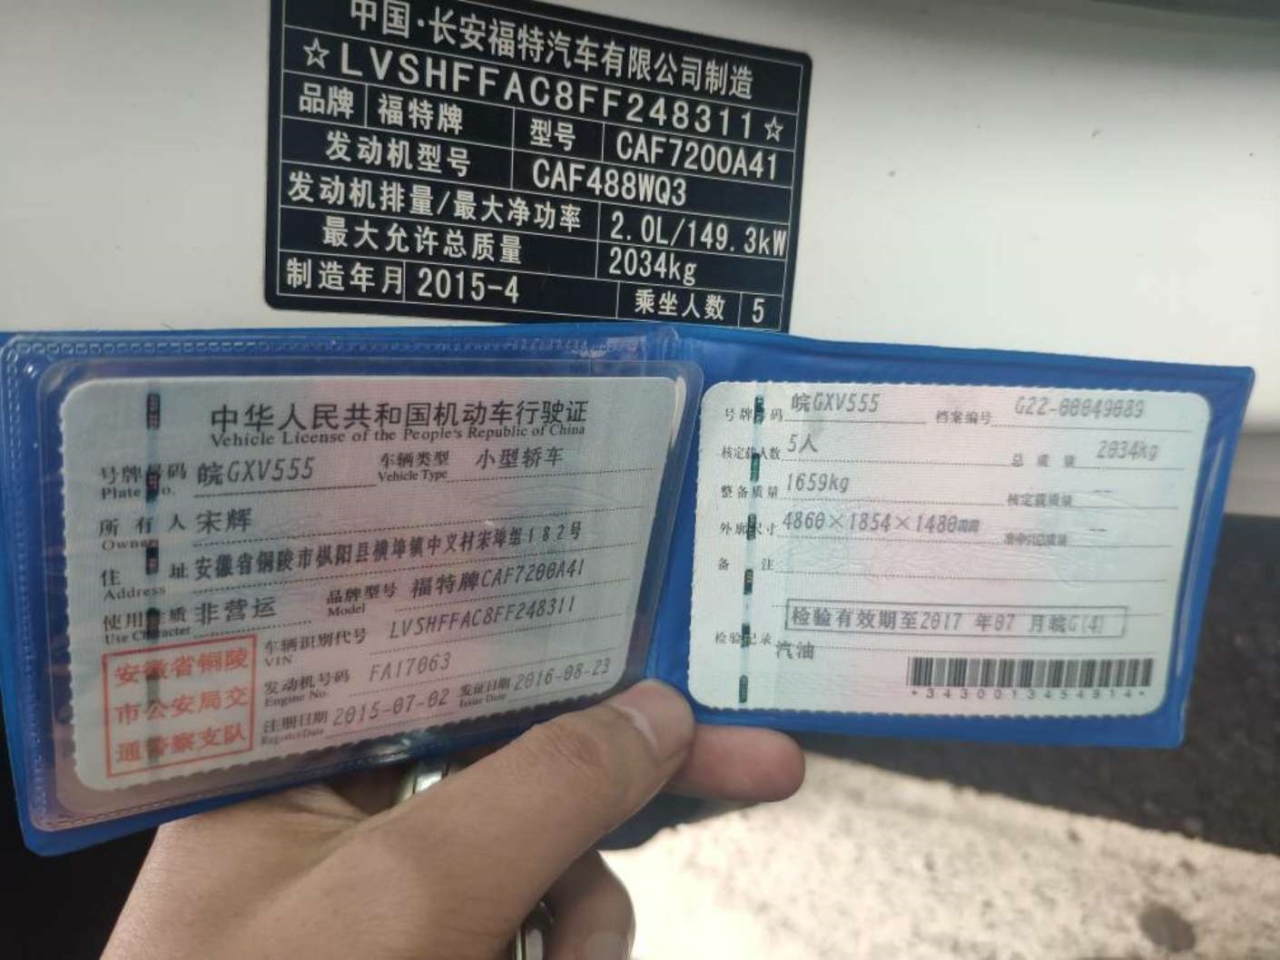 中国·长安福特汽车有限公司制造
☆LVSHFFAC8FF248311☆
品牌 福特牌 型号 CAF7200A41
发动机型号 CAF488WQ3
发动机排量/最大净功率 2.0L/149.3kW
最大允许总质量 2034kg
制造年月 2015-4 乘坐人数 5
中华人民共和国机动车行驶证
Vehicle License of the People's Republic of China
号牌号码 皖GXV555 车辆类型 小型轿车
Plate No. Vehicle Type
所有人 宋辉
Owner
住址 安徽省铜陵市枞阳县横埠镇中义村宋埠组182号
Address
使用性质 非营运 品牌型号 福特牌CAF7200A41
Use Character Model
安徽省铜陵
市公安局交
通警察支队
车辆识别代号 LVSHFFAC8FF248311
VIN
发动机号码 FA17063
Engine No.
注册日期 2015-07-02 发证日期 2016-08-23
Register Date Issue Date
号牌号码 皖GXV555 档案编号 G22-00049089
核定载人数 5人 总质量 2034kg
整备质量 1659kg 核定载质量 --
外廓尺寸 4860×1854×1480mm 准牵引总质量 --
备注
检验有效期至2017年07月皖G(4)
检验记录
汽油
*3430013454914*